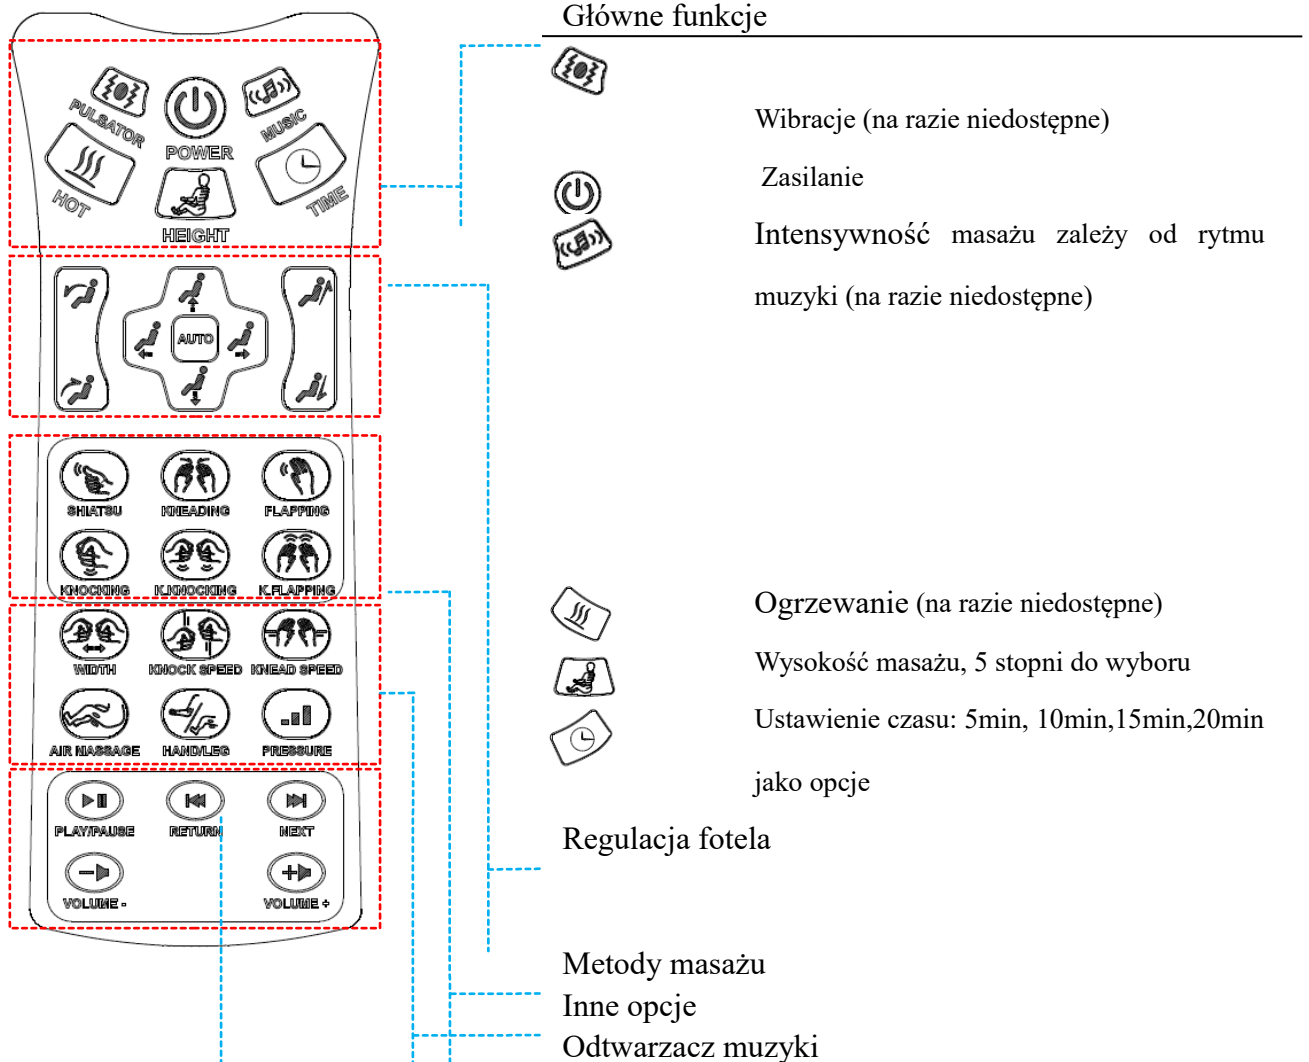 Główne funkcje
PULSATOR
POWER
MUSIC
HOT
HEIGHT
TIME
Wibracje (na razie niedostępne)
Zasilanie
Intensywność masażu zależy od rytmu
muzyki (na razie niedostępne)
AUTO
SHIATSU KNEADING FLAPPING
KNOCKING K.KNOCKING K.FLAPPING
WIDTH KNOCK SPEED KNEAD SPEED
AIR MASSAGE HAND/LEG PRESSURE
PLAY/PAUSE RETURN NEXT
VOLUME - VOLUME +
Ogrzewanie (na razie niedostępne)
Wysokość masażu, 5 stopni do wyboru
Ustawienie czasu: 5min, 10min,15min,20min
jako opcje
Regulacja fotela
Metody masażu
Inne opcje
Odtwarzacz muzyki